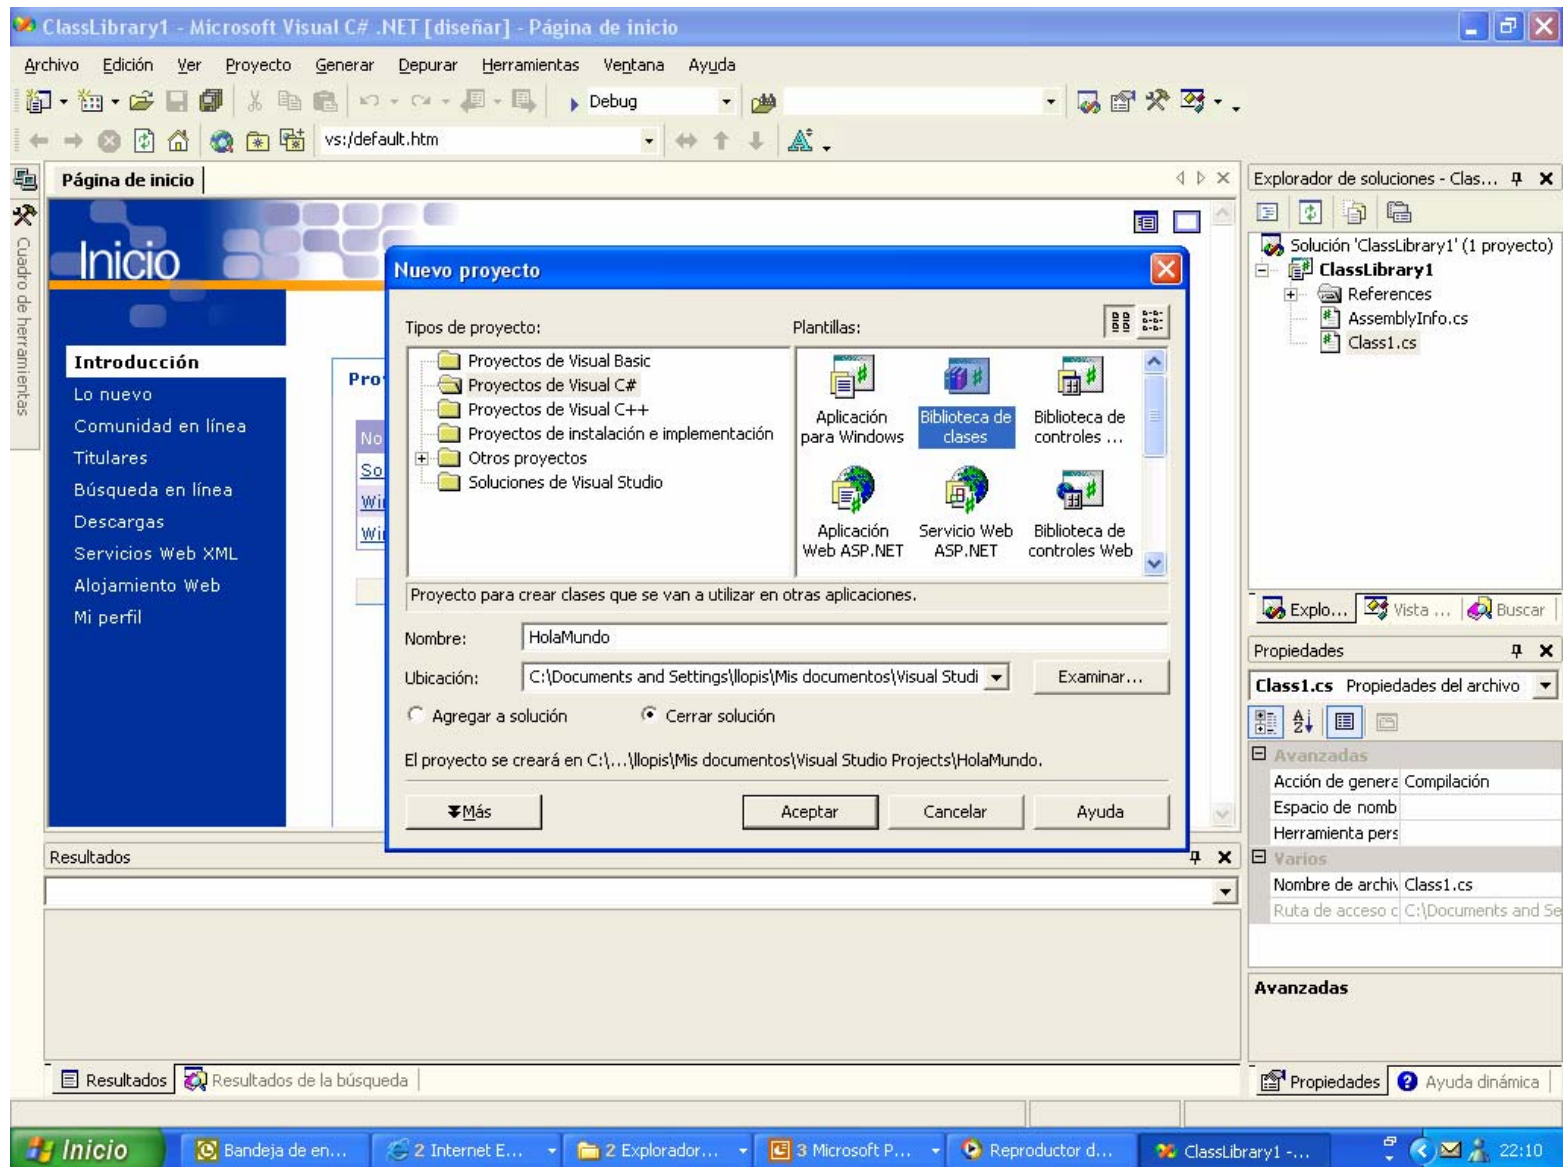 ClassLibrary1 - Microsoft Visual C# .NET [diseñar] - Página de inicio
Archivo Edición Ver Proyecto Generar Depurar Herramientas Ventana Ayuda
Debug
vs:/default.htm
Cuadro de herramientas
Página de inicio
Inicio
Introducción
Lo nuevo
Comunidad en línea
Titulares
Búsqueda en línea
Descargas
Servicios Web XML
Alojamiento Web
Mi perfil
Pro
No
So
Wi
Wi
Nuevo proyecto
Tipos de proyecto:
Proyectos de Visual Basic
Proyectos de Visual C#
Proyectos de Visual C++
Proyectos de instalación e implementación
Otros proyectos
Soluciones de Visual Studio
Plantillas:
Aplicación para Windows
Biblioteca de clases
Biblioteca de controles ...
Aplicación Web ASP.NET
Servicio Web ASP.NET
Biblioteca de controles Web
Proyecto para crear clases que se van a utilizar en otras aplicaciones.
Nombre: HolaMundo
Ubicación: C:\Documents and Settings\llopis\Mis documentos\Visual Studi Examinar...
Agregar a solución Cerrar solución
El proyecto se creará en C:\...\llopis\Mis documentos\Visual Studio Projects\HolaMundo.
Más Aceptar Cancelar Ayuda
Explorador de soluciones - Clas...
Solución 'ClassLibrary1' (1 proyecto)
ClassLibrary1
References
AssemblyInfo.cs
Class1.cs
Explo... Vista ... Buscar
Propiedades
Class1.cs Propiedades del archivo
Avanzadas
Acción de genera Compilación
Espacio de nomb
Herramienta pers
Varios
Nombre de archiv Class1.cs
Ruta de acceso c C:\Documents and Se
Avanzadas
Propiedades Ayuda dinámica
Resultados
Resultados Resultados de la búsqueda
Inicio Bandeja de en... 2 Internet E... 2 Explorador... 3 Microsoft P... Reproductor d... ClassLibrary1 -... 22:10